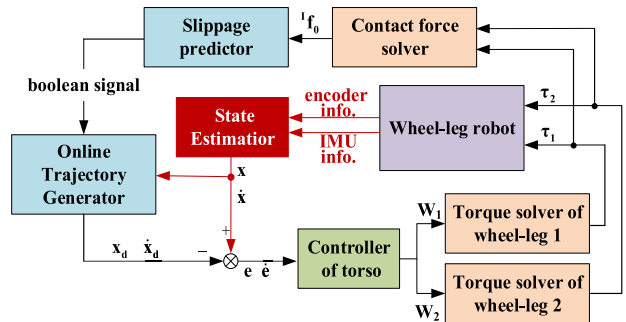 Slippage
predictor
ᴵf₀
Contact force
solver
boolean signal
encoder
info.
IMU
info.
State
Estimatior
Wheel-leg robot
τ₂
τ₁
Online
Trajectory
Generator
x
ẋ
+
x_d ẋ_d
−
e ė
Controller
of torso
W₁
W₂
Torque solver of
wheel-leg 1
Torque solver of
wheel-leg 2